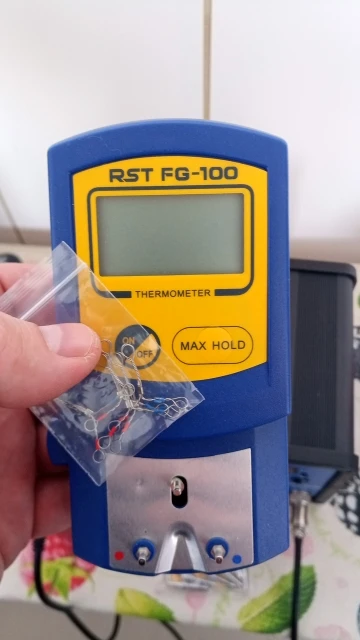 RST FG-100
THERMOMETER
ON
OFF
MAX HOLD